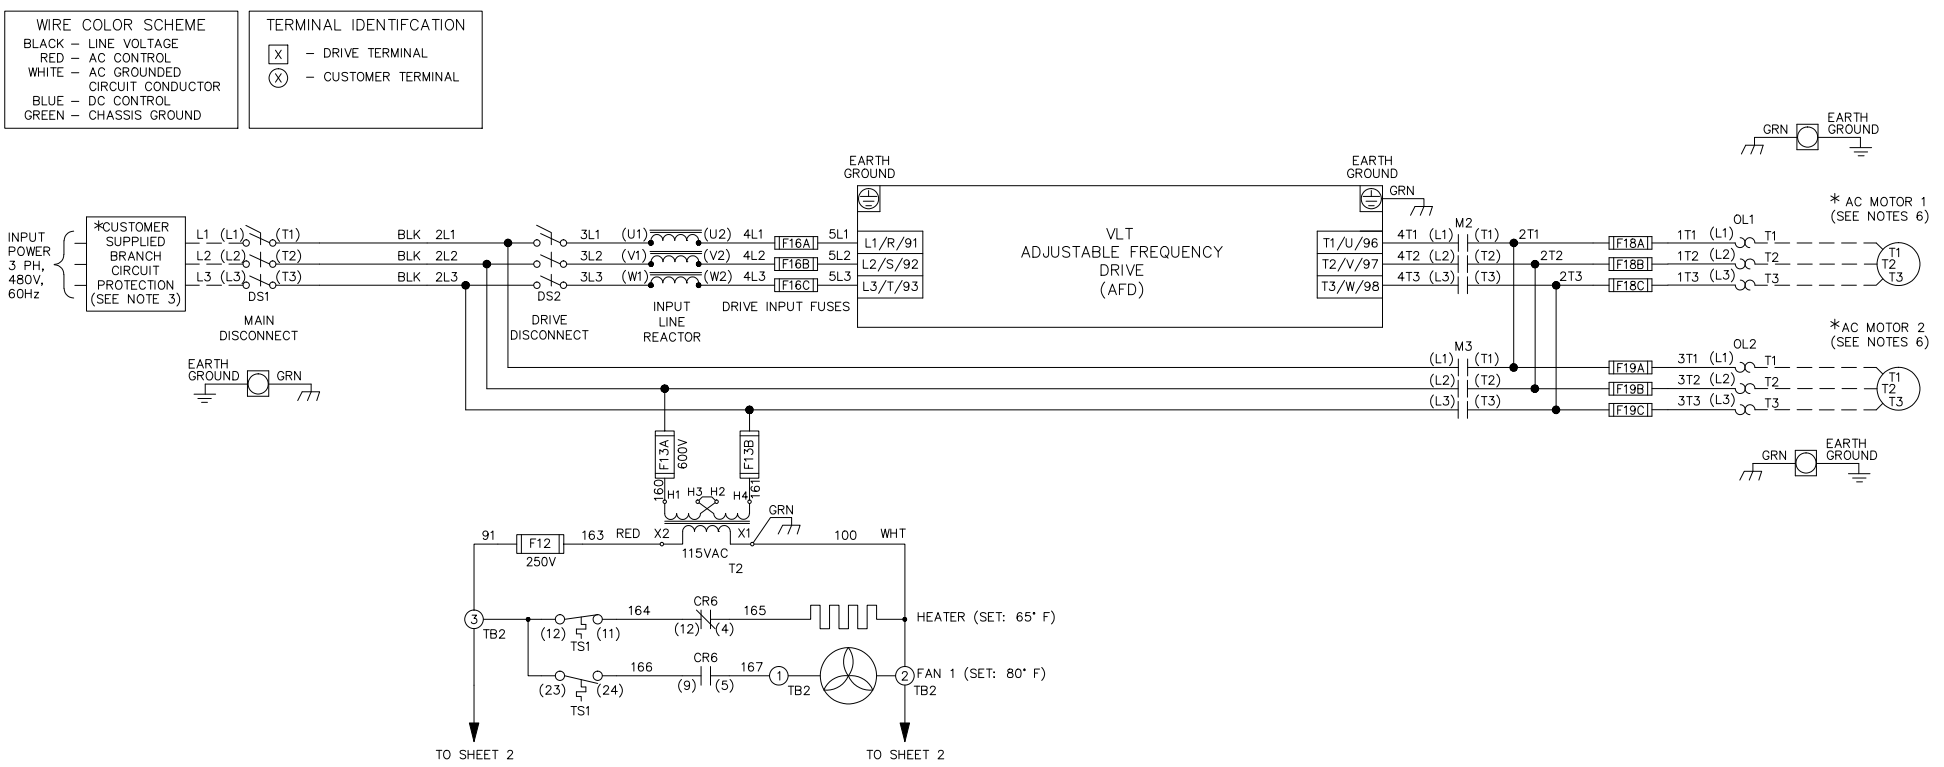 WIRE COLOR SCHEME
BLACK – LINE VOLTAGE
RED – AC CONTROL
WHITE – AC GROUNDED
CIRCUIT CONDUCTOR
BLUE – DC CONTROL
GREEN – CHASSIS GROUND
TERMINAL IDENTIFCATION
X – DRIVE TERMINAL
X – CUSTOMER TERMINAL
GRN
EARTH
GROUND
EARTH
GROUND
EARTH
GROUND
GRN
INPUT
POWER
3 PH,
480V,
60Hz
*CUSTOMER
SUPPLIED
BRANCH
CIRCUIT
PROTECTION
(SEE NOTE 3)
L1 (L1) (T1) BLK 2L1 3L1 (U1) (U2) 4L1 F16A 5L1 L1/R/91
L2 (L2) (T2) BLK 2L2 3L2 (V1) (V2) 4L2 F16B 5L2 L2/S/92
L3 (L3) (T3) BLK 2L3 3L3 (W1) (W2) 4L3 F16C 5L3 L3/T/93
DS1
MAIN
DISCONNECT
DS2
DRIVE
DISCONNECT
INPUT
LINE
REACTOR
DRIVE INPUT FUSES
VLT
ADJUSTABLE FREQUENCY
DRIVE
(AFD)
M2
OL1
* AC MOTOR 1
(SEE NOTES 6)
T1/U/96 4T1 (L1) (T1) 2T1 F18A 1T1 (L1) T1 T1
T2/V/97 4T2 (L2) (T2) 2T2 F18B 1T2 (L2) T2 T2
T3/W/98 4T3 (L3) (T3) 2T3 F18C 1T3 (L3) T3 T3
M3
OL2
*AC MOTOR 2
(SEE NOTES 6)
(L1) (T1) F19A 3T1 (L1) T1 T1
(L2) (T2) F19B 3T2 (L2) T2 T2
(L3) (T3) F19C 3T3 (L3) T3 T3
EARTH
GROUND
GRN
GRN
EARTH
GROUND
F13A
600V
F13B
160
161
H1 H3 H2 H4
GRN
91 F12 163 RED X2 X1 100 WHT
250V
115VAC
T2
3
TB2
(12) (11)
TS1
164
CR6
(12) (4)
165
HEATER (SET: 65° F)
(23) (24)
TS1
166
CR6
(9) (5)
167
1
TB2
2
TB2
FAN 1 (SET: 80° F)
TO SHEET 2
TO SHEET 2